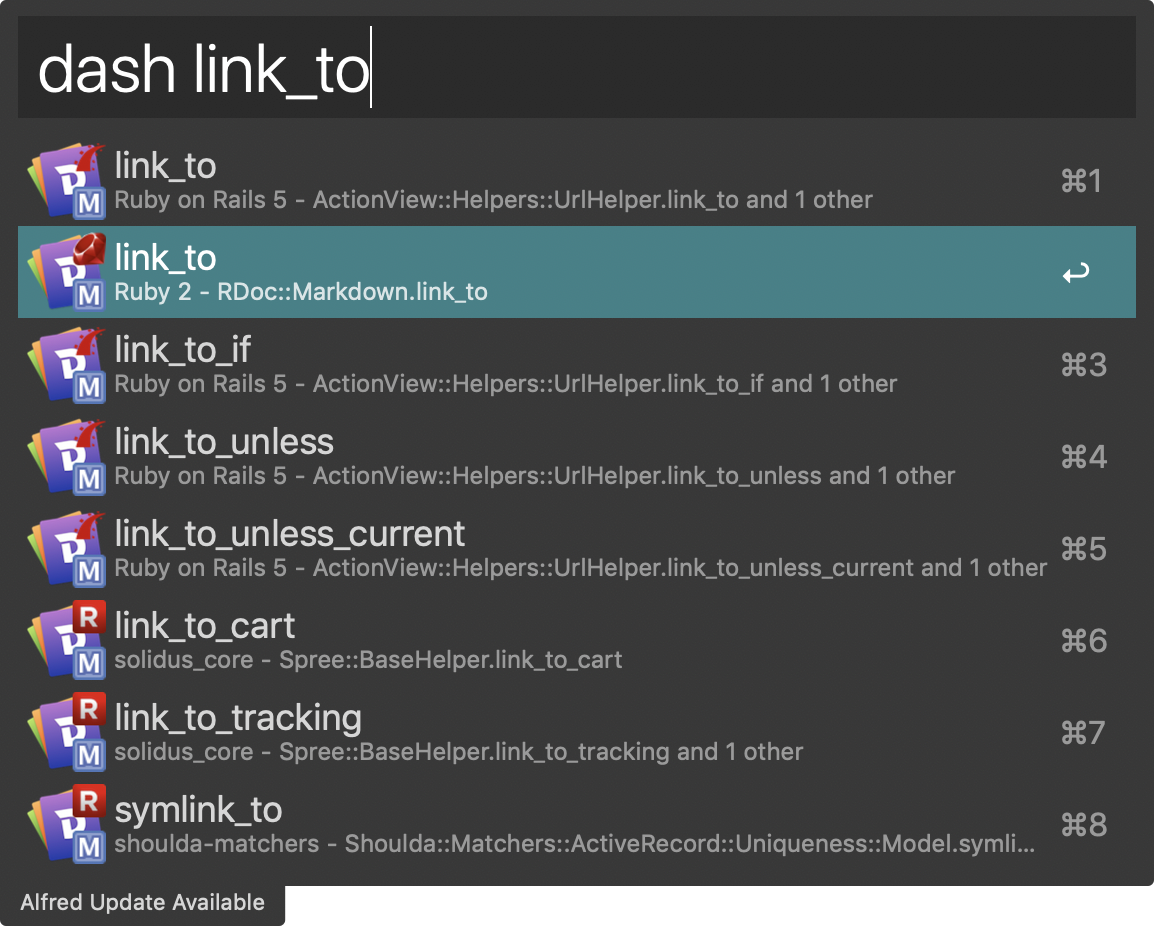 dash link_to
link_to
Ruby on Rails 5 - ActionView::Helpers::UrlHelper.link_to and 1 other
⌘1
link_to
Ruby 2 - RDoc::Markdown.link_to
link_to_if
Ruby on Rails 5 - ActionView::Helpers::UrlHelper.link_to_if and 1 other
⌘3
link_to_unless
Ruby on Rails 5 - ActionView::Helpers::UrlHelper.link_to_unless and 1 other
⌘4
link_to_unless_current
Ruby on Rails 5 - ActionView::Helpers::UrlHelper.link_to_unless_current and 1 other
⌘5
link_to_cart
solidus_core - Spree::BaseHelper.link_to_cart
⌘6
link_to_tracking
solidus_core - Spree::BaseHelper.link_to_tracking and 1 other
⌘7
symlink_to
shoulda-matchers - Shoulda::Matchers::ActiveRecord::Uniqueness::Model.symli...
⌘8
Alfred Update Available